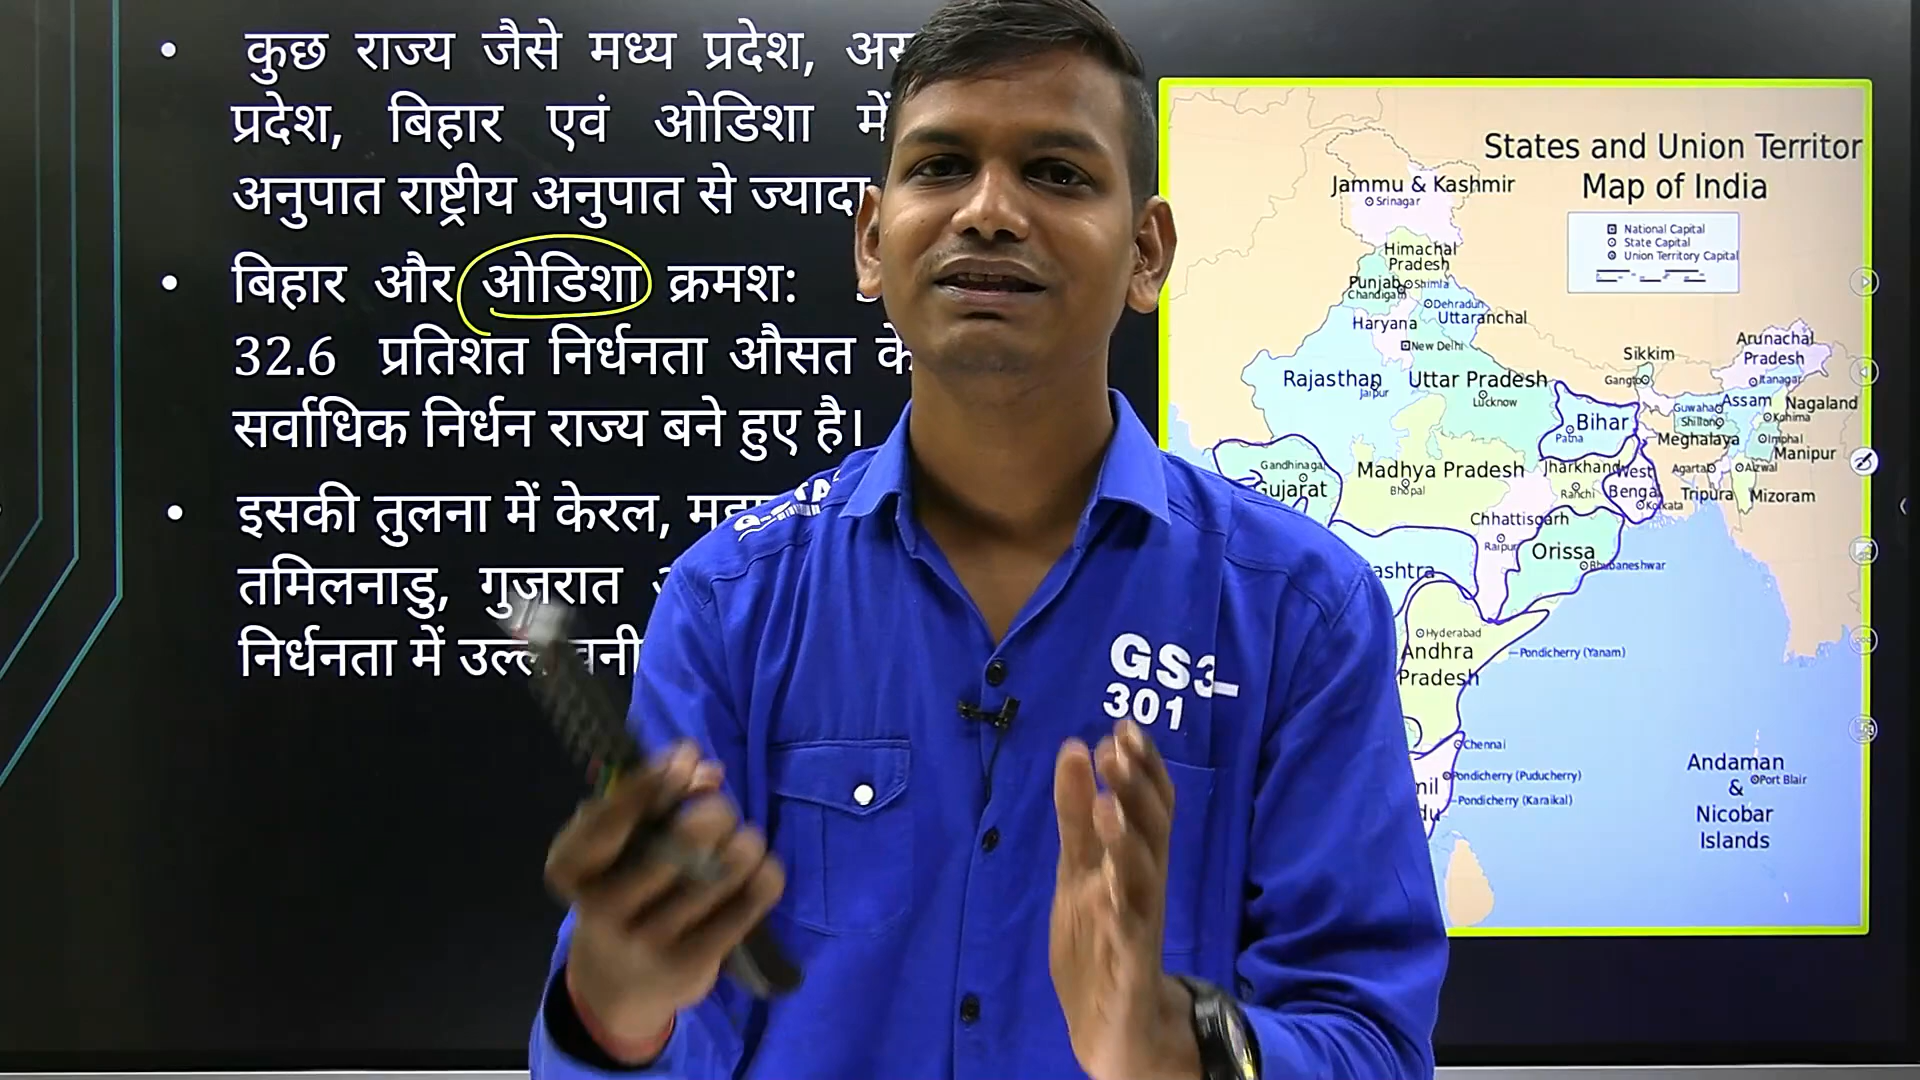 कुछ राज्य जैसे मध्य प्रदेश,
प्रदेश, बिहार एवं ओडिशा में
अनुपात राष्ट्रीय अनुपात से ज्यादा
बिहार और ओडिशा क्रमश:
32.6 प्रतिशत निर्धनता औसत के
सर्वाधिक निर्धन राज्य बने हुए है।
इसकी तुलना में केरल,
तमिलनाडु, गुजरात
निर्धनता में
States and Union Territor
Map of India
National Capital
State Capital
Union Territory Capital
Jammu & Kashmir
Srinagar
Himachal
Pradesh
Punjab
Shimla
Chandigarh
Dehradun
Uttaranchal
Haryana
New Delhi
Arunachal
Pradesh
Sikkim
Itanagar
Rajasthan
Jaipur
Uttar Pradesh
Lucknow
Assam
Nagaland
Kohima
Shillong
Bihar
Patna
Meghalaya
Imphal
Manipur
Gandhinagar
Gujarat
Madhya Pradesh
Bhopal
Jharkhand
Ranchi
West
Bengal
Kolkata
Tripura
Mizoram
Chhattisgarh
Raipur
Orissa
Bhubaneshwar
ashtra
Hyderabad
Andhra
Pradesh
Pondicherry (Yanam)
Chennai
Pondicherry (Puducherry)
Pondicherry (Karaikal)
Andaman
&
Nicobar
Islands
Port Blair
GS3-
301